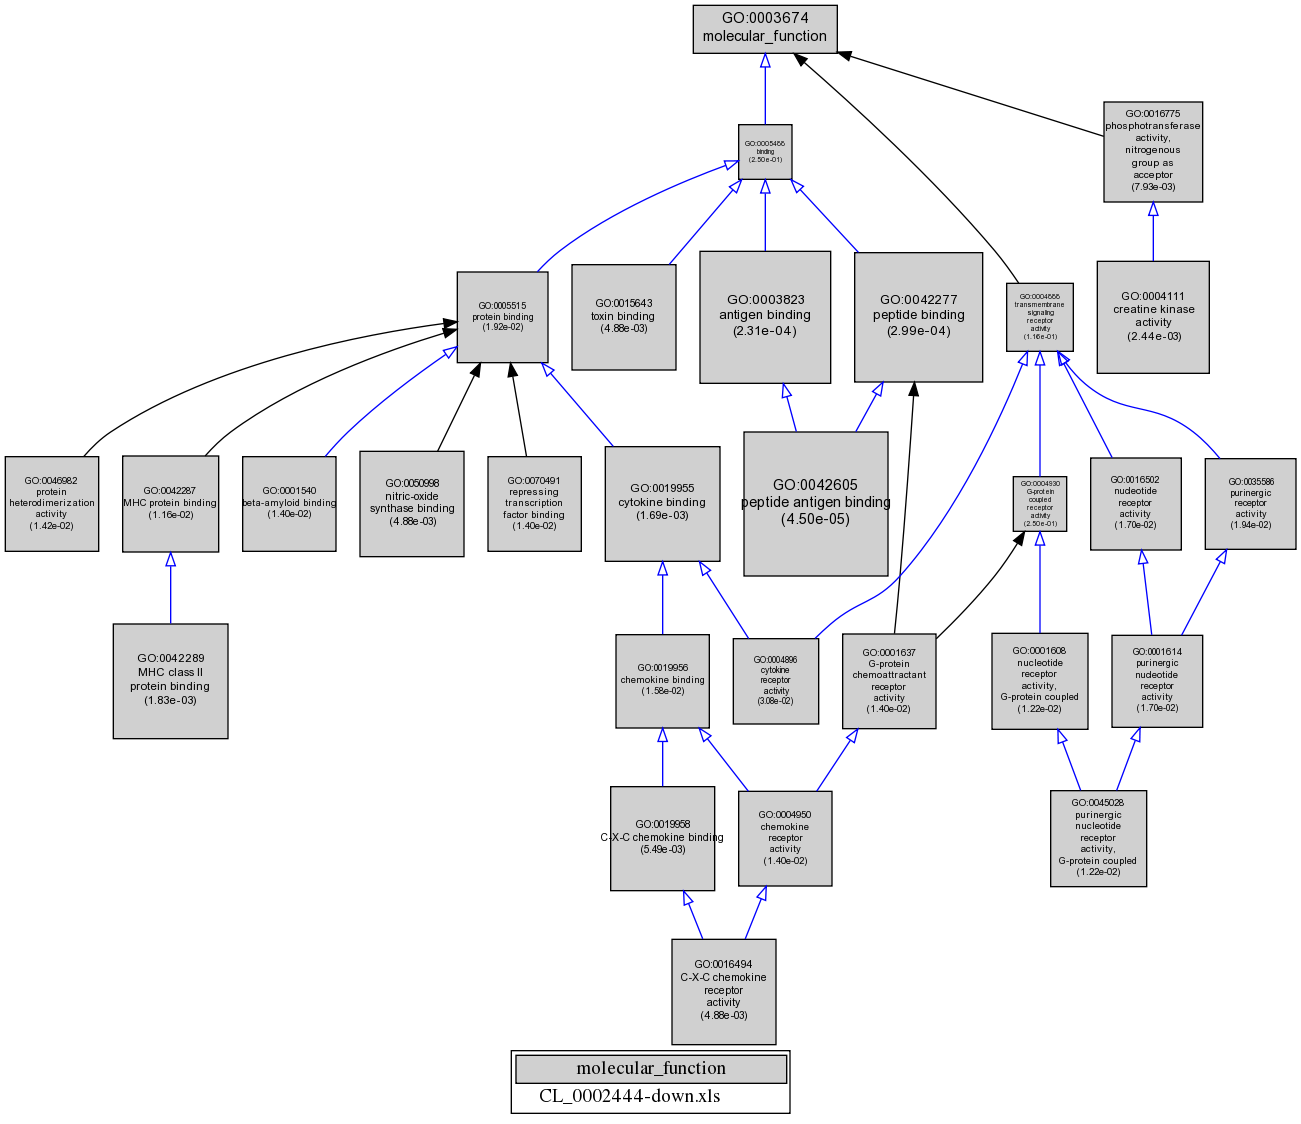 GO:0003674
molecular_function
GO:0016775
phosphotransferase
activity,
nitrogenous
group as
acceptor
(7.93e-03)
GO:0005488
binding
(2.50e-01)
GO:0005515
protein binding
(1.92e-02)
GO:0015643
toxin binding
(4.88e-03)
GO:0003823
antigen binding
(2.31e-04)
GO:0042277
peptide binding
(2.99e-04)
GO:0004888
transmembrane
signaling
receptor
activity
(1.16e-01)
GO:0004111
creatine kinase
activity
(2.44e-03)
GO:0046982
protein
heterodimerization
activity
(1.42e-02)
GO:0042287
MHC protein binding
(1.16e-02)
GO:0001540
beta-amyloid binding
(1.40e-02)
GO:0050998
nitric-oxide
synthase binding
(4.88e-03)
GO:0070491
repressing
transcription
factor binding
(1.40e-02)
GO:0019955
cytokine binding
(1.69e-03)
GO:0042605
peptide antigen binding
(4.50e-05)
GO:0004930
G-protein
coupled
receptor
activity
(2.50e-01)
GO:0016502
nucleotide
receptor
activity
(1.70e-02)
GO:0035586
purinergic
receptor
activity
(1.94e-02)
GO:0042289
MHC class II
protein binding
(1.83e-03)
GO:0019956
chemokine binding
(1.58e-02)
GO:0004896
cytokine
receptor
activity
(3.08e-02)
GO:0001637
G-protein
chemoattractant
receptor
activity
(1.40e-02)
GO:0001608
nucleotide
receptor
activity,
G-protein coupled
(1.22e-02)
GO:0001614
purinergic
nucleotide
receptor
activity
(1.70e-02)
GO:0019958
C-X-C chemokine binding
(5.49e-03)
GO:0004950
chemokine
receptor
activity
(1.40e-02)
GO:0045028
purinergic
nucleotide
receptor
activity,
G-protein coupled
(1.22e-02)
GO:0016494
C-X-C chemokine
receptor
activity
(4.88e-03)
molecular_function
CL_0002444-down.xls